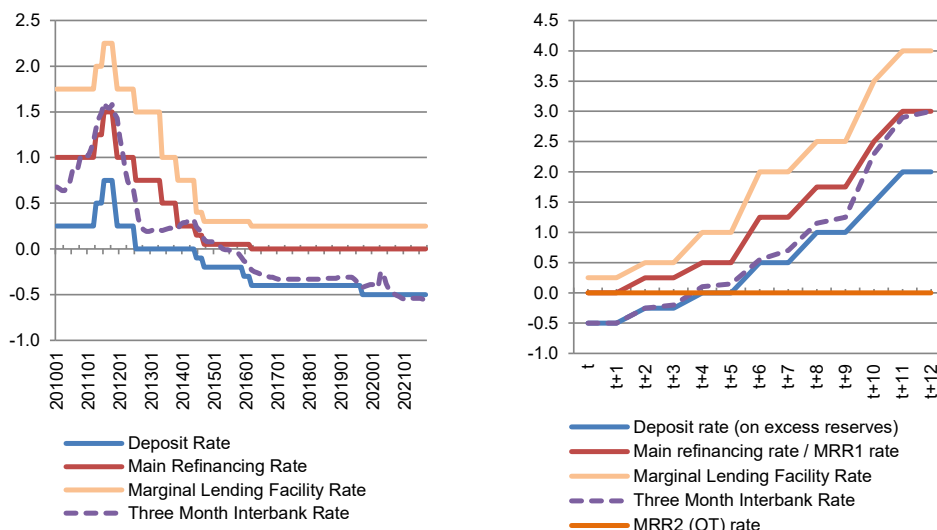 2.5
2.0
1.5
1.0
0.5
0.0
-0.5
-1.0
201001
201101
201201
201301
201401
201501
201601
201701
201801
201901
202001
202101
Deposit Rate
Main Refinancing Rate
Marginal Lending Facility Rate
Three Month Interbank Rate
4.5
4.0
3.5
3.0
2.5
2.0
1.5
1.0
0.5
0.0
-0.5
-1.0
t
t+1
t+2
t+3
t+4
t+5
t+6
t+7
t+8
t+9
t+10
t+11
t+12
Deposit rate (on excess reserves)
Main refinancing rate / MRR1 rate
Marginal Lending Facility Rate
Three Month Interbank Rate
MRR2 (QT) rate